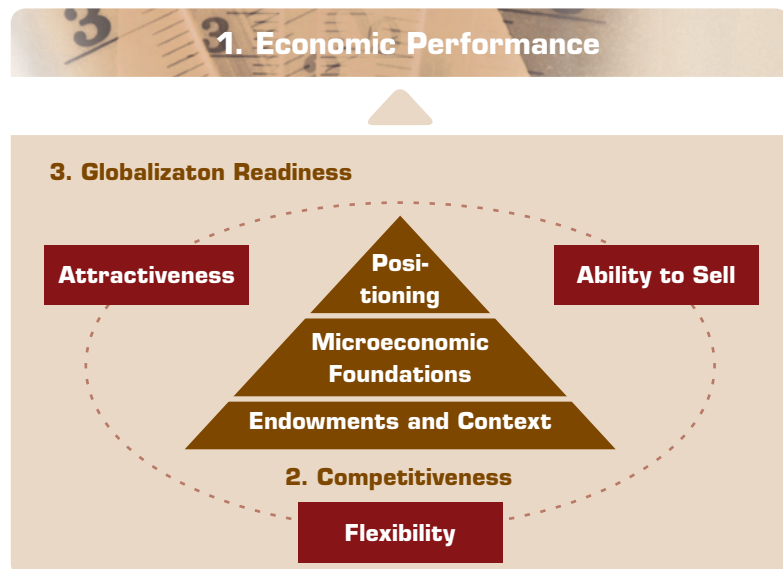 1. Economic Performance
3. Globalizaton Readiness
Attractiveness
Ability to Sell
Posi-
tioning
Microeconomic
Foundations
Endowments and Context
2. Competitiveness
Flexibility